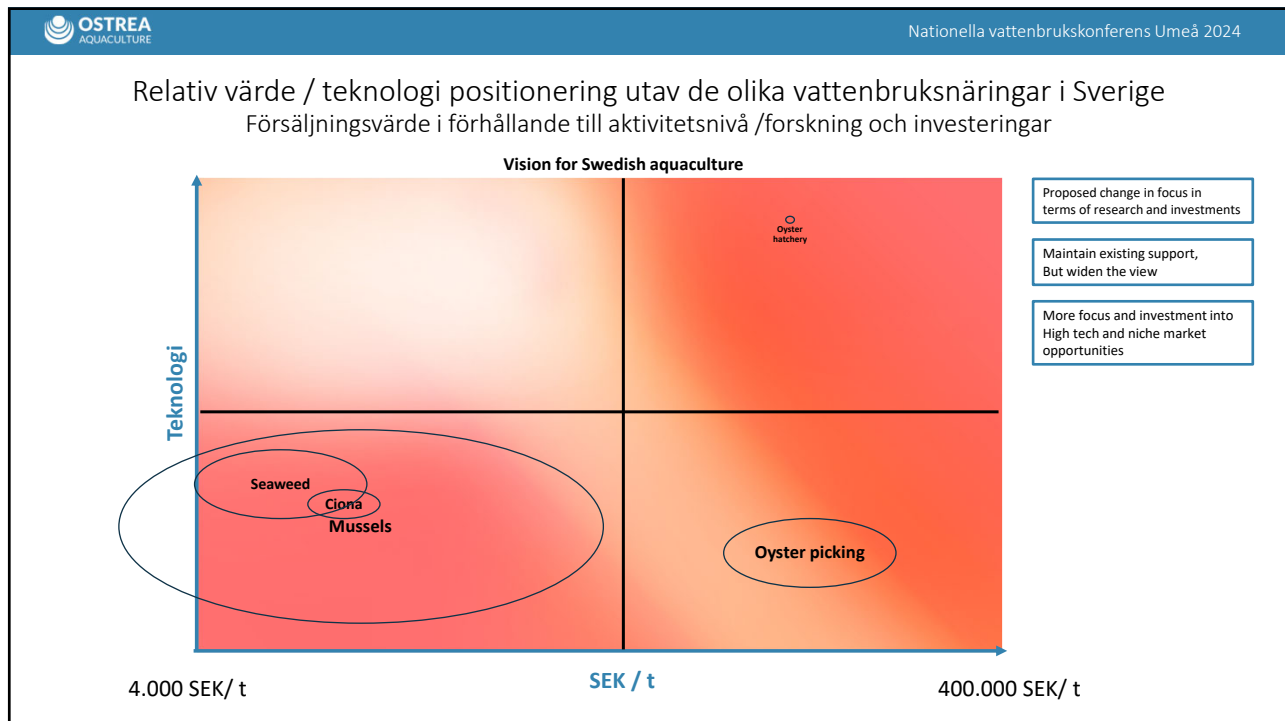 OSTREA
AQUACULTURE
Nationella vattenbrukskonferens Umeå 2024
Relativ värde / teknologi positionering utav de olika vattenbruksnäringar i Sverige
Försäljningsvärde i förhållande till aktivitetsnivå /forskning och investeringar
Vision for Swedish aquaculture
Proposed change in focus in
terms of research and investments
Maintain existing support,
But widen the view
More focus and investment into
High tech and niche market
opportunities
Oyster
hatchery
Teknologi
Seaweed
Ciona
Mussels
Oyster picking
4.000 SEK/ t
SEK / t
400.000 SEK/ t